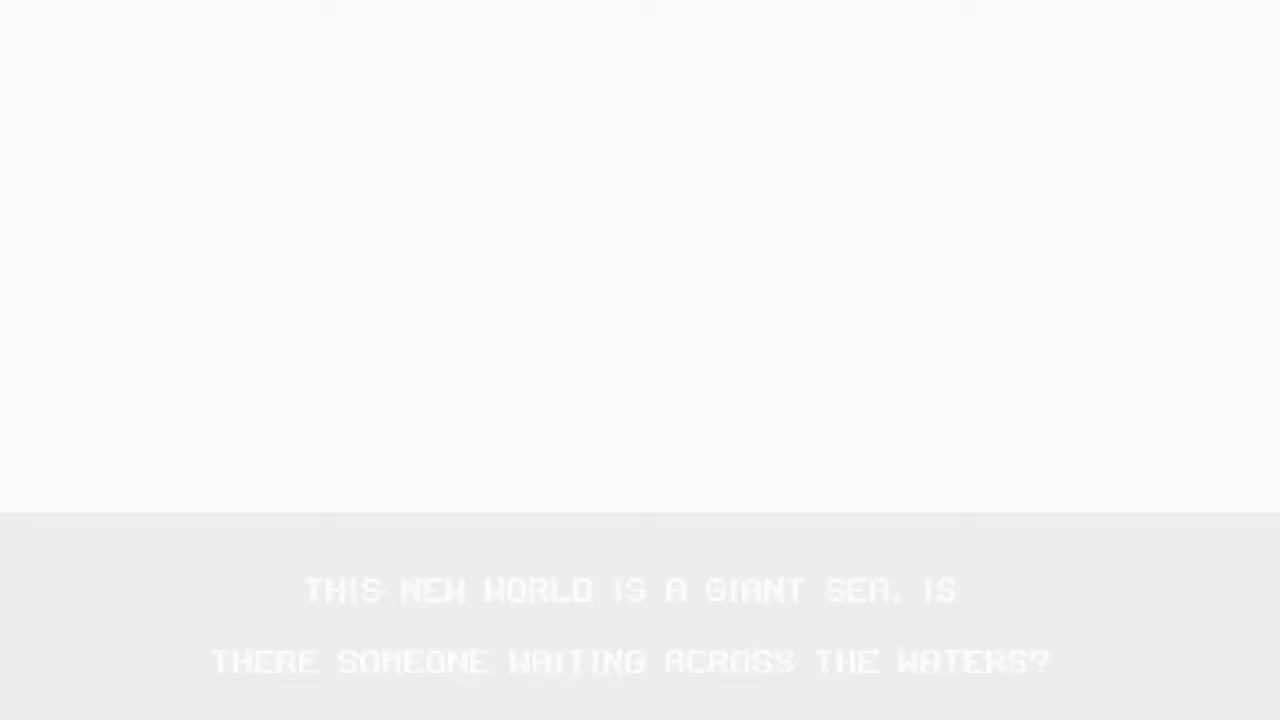 THIS NEW WORLD IS A GIANT SEA. IS
THERE SOMEONE WAITING ACROSS THE WATERS?